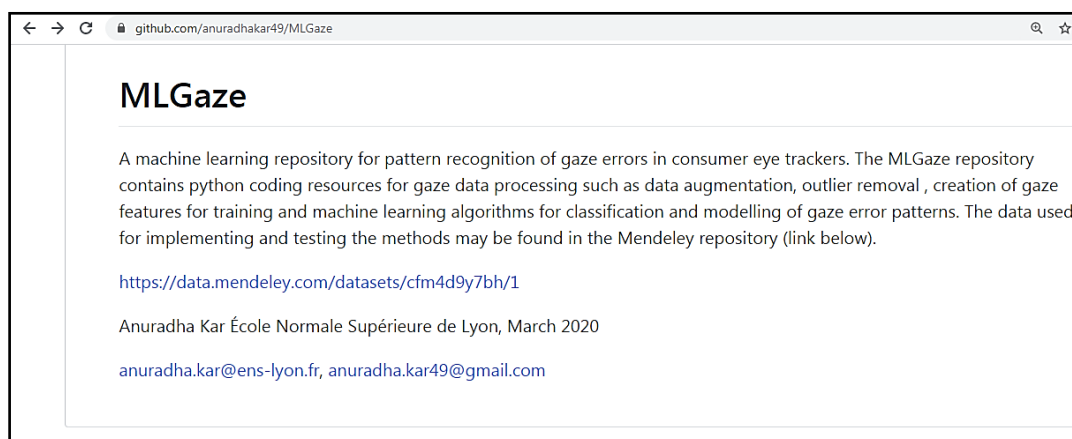 github.com/anuradhakar49/MLGaze
MLGaze
A machine learning repository for pattern recognition of gaze errors in consumer eye trackers. The MLGaze repository
contains python coding resources for gaze data processing such as data augmentation, outlier removal , creation of gaze
features for training and machine learning algorithms for classification and modelling of gaze error patterns. The data used
for implementing and testing the methods may be found in the Mendeley repository (link below).
https://data.mendeley.com/datasets/cfm4d9y7bh/1
Anuradha Kar École Normale Supérieure de Lyon, March 2020
anuradha.kar@ens-lyon.fr, anuradha.kar49@gmail.com